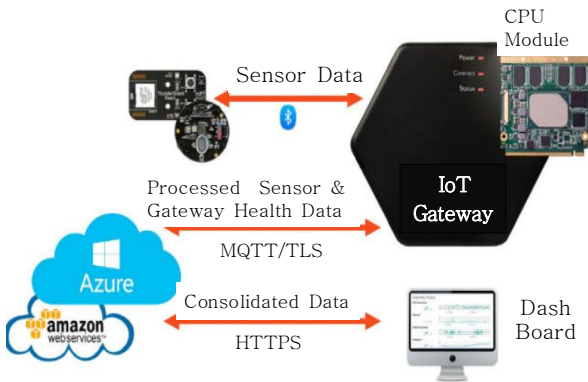 CPU
Module
Power
Connect
Status
Sensor Data
IoT
Gateway
Processed Sensor &
Gateway Health Data
MQTT/TLS
Azure
amazon
webservices™
Consolidated Data
HTTPS
Dash
Board